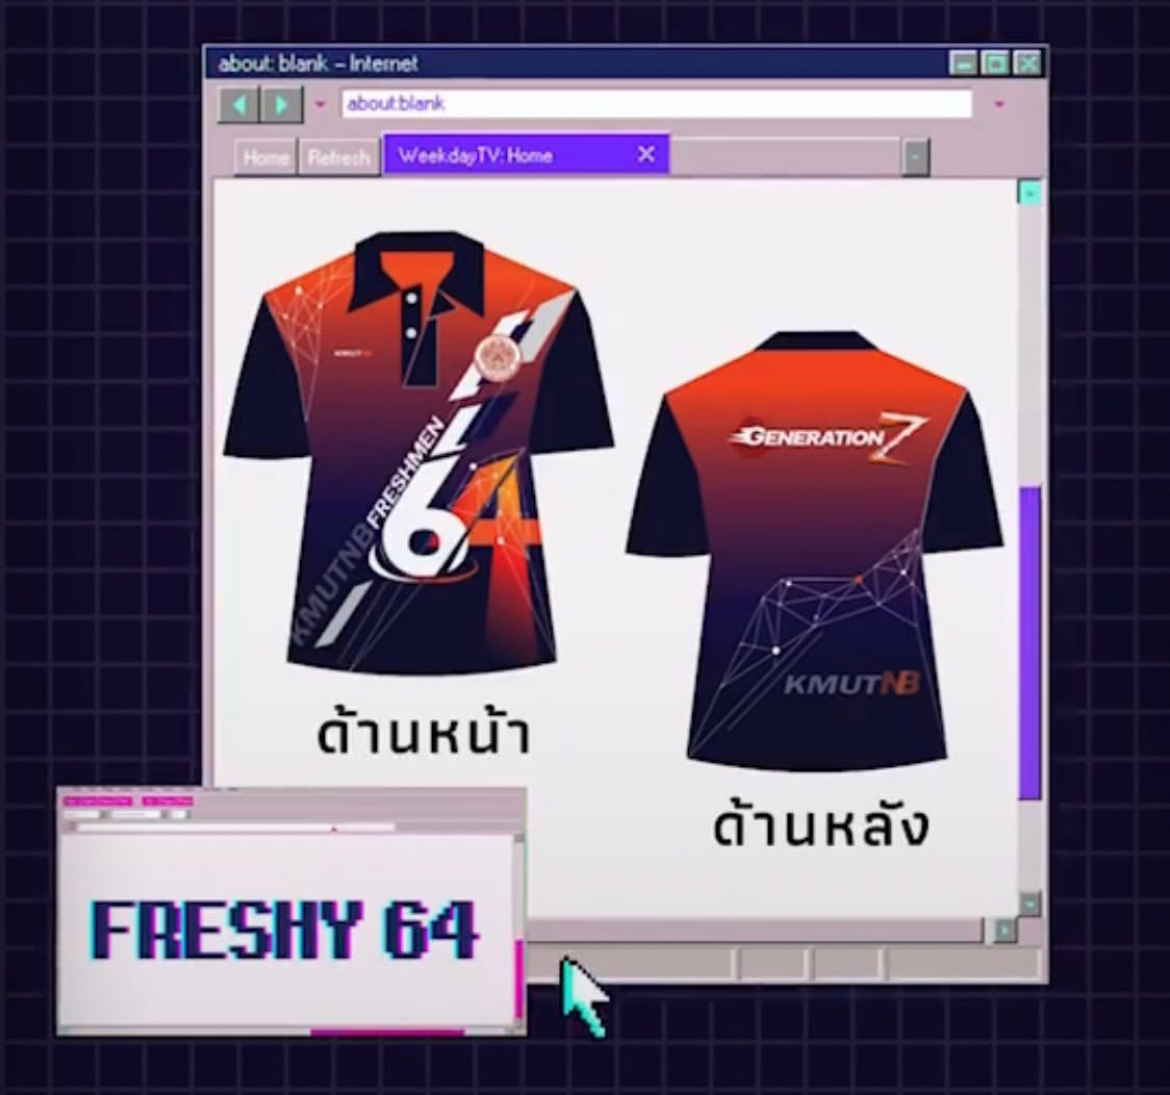 about: blank – Internet
about:blank
Home
Refresh
WeekdayTV: Home
KMUTNB
FRESHMEN
64
KMUTNB
GENERATION Z
KMUTNB
ด้านหน้า
ด้านหลัง
FRESHY 64